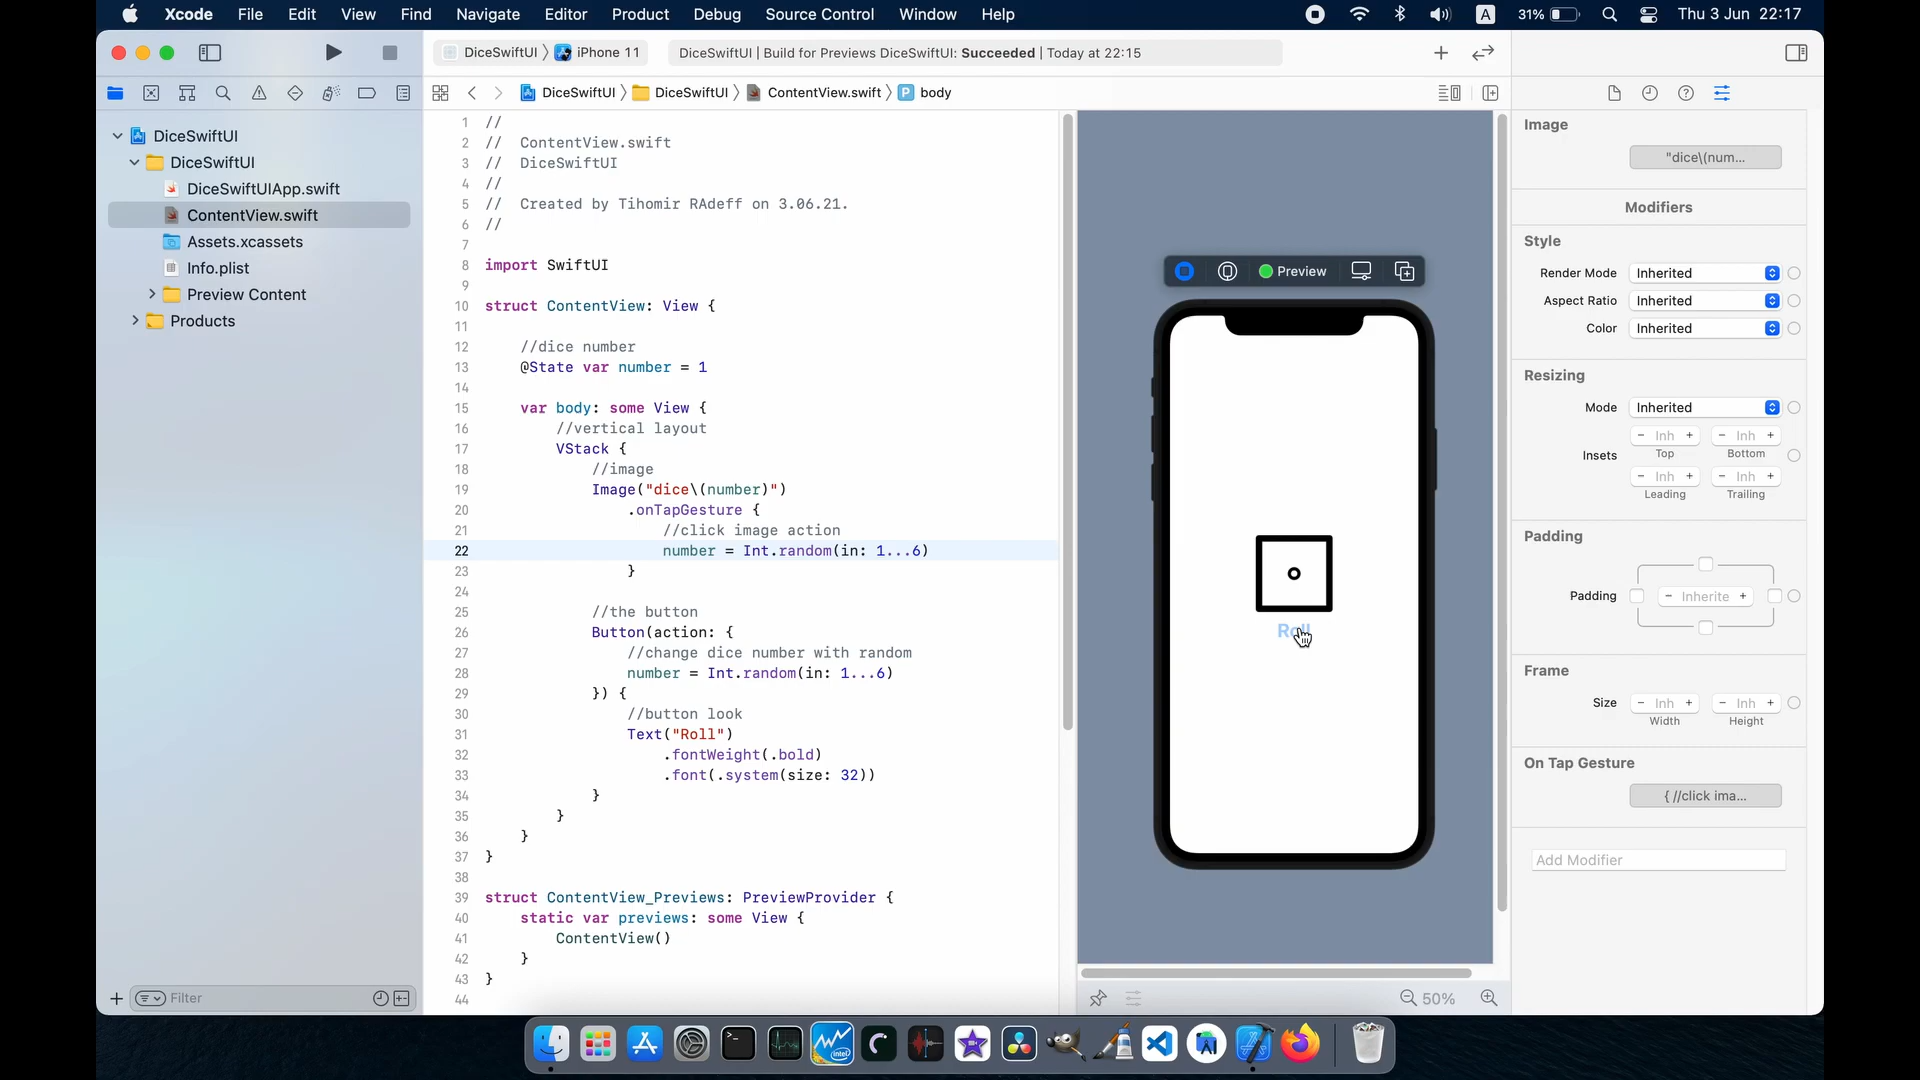 Xcode File Edit View Find Navigate Editor Product Debug Source Control Window Help A 31% Thu 3 Jun 22:17
DiceSwiftUI iPhone 11 DiceSwiftUI | Build for Previews DiceSwiftUI: Succeeded | Today at 22:15
DiceSwiftUI DiceSwiftUI ContentView.swift P body
DiceSwiftUI
DiceSwiftUI
DiceSwiftUIApp.swift
ContentView.swift
Assets.xcassets
Info.plist
Preview Content
Products
Filter
1 //
2 // ContentView.swift
3 // DiceSwiftUI
4 //
5 // Created by Tihomir RAdeff on 3.06.21.
6 //
7
8 import SwiftUI
9
10 struct ContentView: View {
11
12 //dice number
13 @State var number = 1
14
15 var body: some View {
16 //vertical layout
17 VStack {
18 //image
19 Image("dice\(number)")
20 .onTapGesture {
21 //click image action
22 number = Int.random(in: 1...6)
23 }
24
25 //the button
26 Button(action: {
27 //change dice number with random
28 number = Int.random(in: 1...6)
29 }) {
30 //button look
31 Text("Roll")
32 .fontWeight(.bold)
33 .font(.system(size: 32))
34 }
35 }
36 }
37 }
38
39 struct ContentView_Previews: PreviewProvider {
40 static var previews: some View {
41 ContentView()
42 }
43 }
44
Preview
Roll
50%
Image
"dice\(num...
Modifiers
Style
Render Mode Inherited
Aspect Ratio Inherited
Color Inherited
Resizing
Mode Inherited
- Inh + - Inh +
Insets Top Bottom
- Inh + - Inh +
Leading Trailing
Padding
Padding - Inherite +
Frame
Size - Inh + - Inh +
Width Height
On Tap Gesture
{ //click ima...
Add Modifier
intel